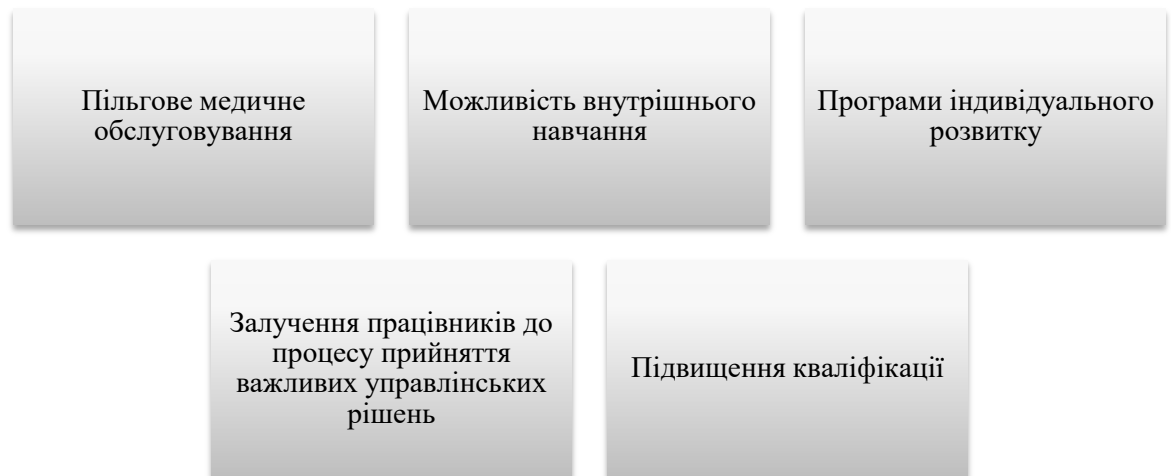 Пільгове медичне
обслуговування
Можливість внутрішнього
навчання
Програми індивідуального
розвитку
Залучення працівників до
процесу прийняття
важливих управлінських
рішень
Підвищення кваліфікації